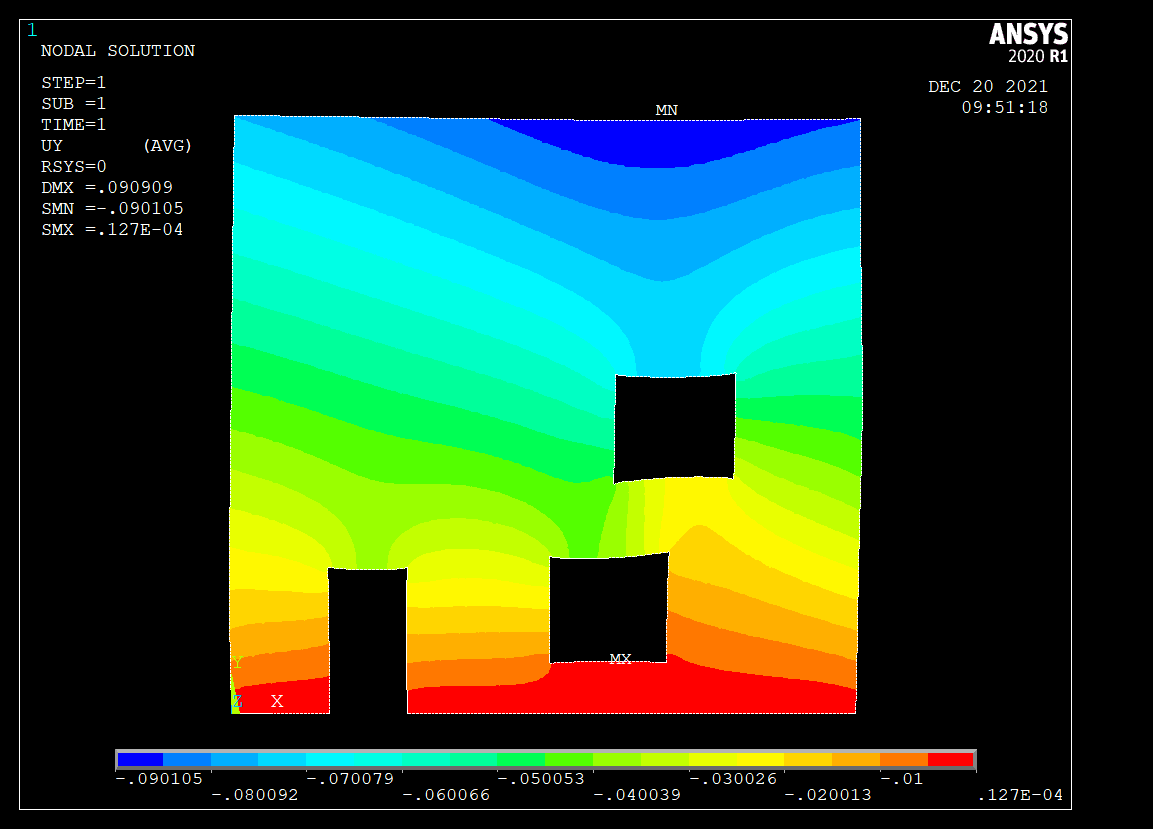 1
ANSYS
2020 R1
NODAL SOLUTION
STEP=1
SUB =1
TIME=1
UY (AVG)
RSYS=0
DMX =.090909
SMN =-.090105
SMX =.127E-04
DEC 20 2021
09:51:18
MN
MX
Y
Z X
-.090105 -.070079 -.050053 -.030026 -.01
-.080092 -.060066 -.040039 -.020013 .127E-04